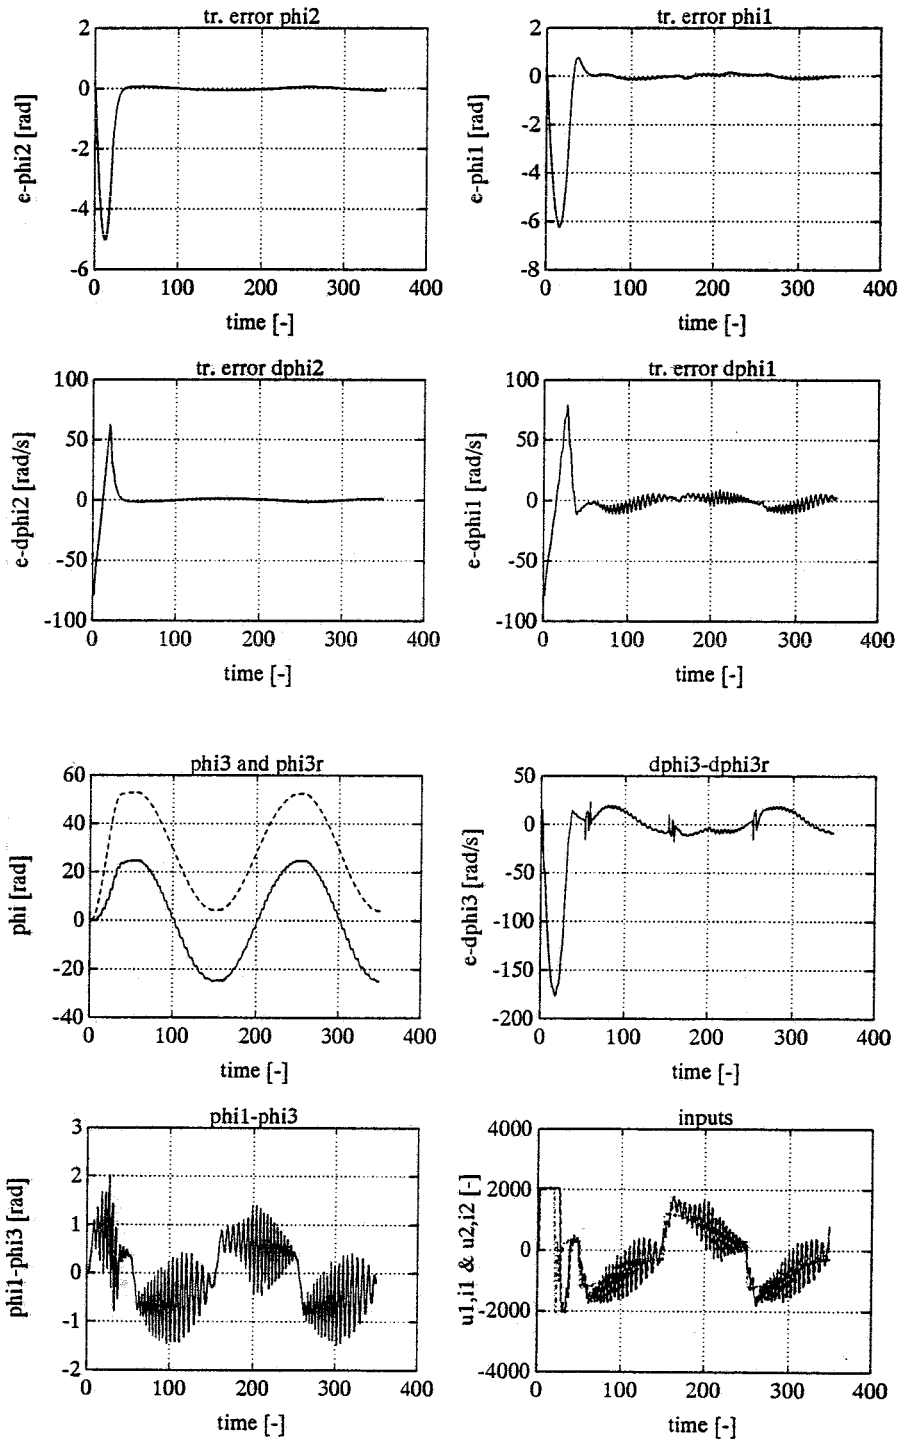 tr. error phi2
2
0
-2
-4
-6
e-phi2 [rad]
0 100 200 300 400
time [-]
tr. error phi1
2
0
-2
-4
-6
-8
e-phi1 [rad]
0 100 200 300 400
time [-]
tr. error dphi2
100
50
0
-50
-100
e-dphi2 [rad/s]
0 100 200 300 400
time [-]
tr. error dphi1
100
50
0
-50
-100
e-dphi1 [rad/s]
0 100 200 300 400
time [-]
phi3 and phi3r
60
40
20
0
-20
-40
phi [rad]
0 100 200 300 400
time [-]
dphi3-dphi3r
50
0
-50
-100
-150
-200
e-dphi3 [rad/s]
0 100 200 300 400
time [-]
phi1-phi3
3
2
1
0
-1
-2
phi1-phi3 [rad]
0 100 200 300 400
time [-]
inputs
4000
2000
0
-2000
-4000
u1,i1 & u2,i2 [-]
0 100 200 300 400
time [-]